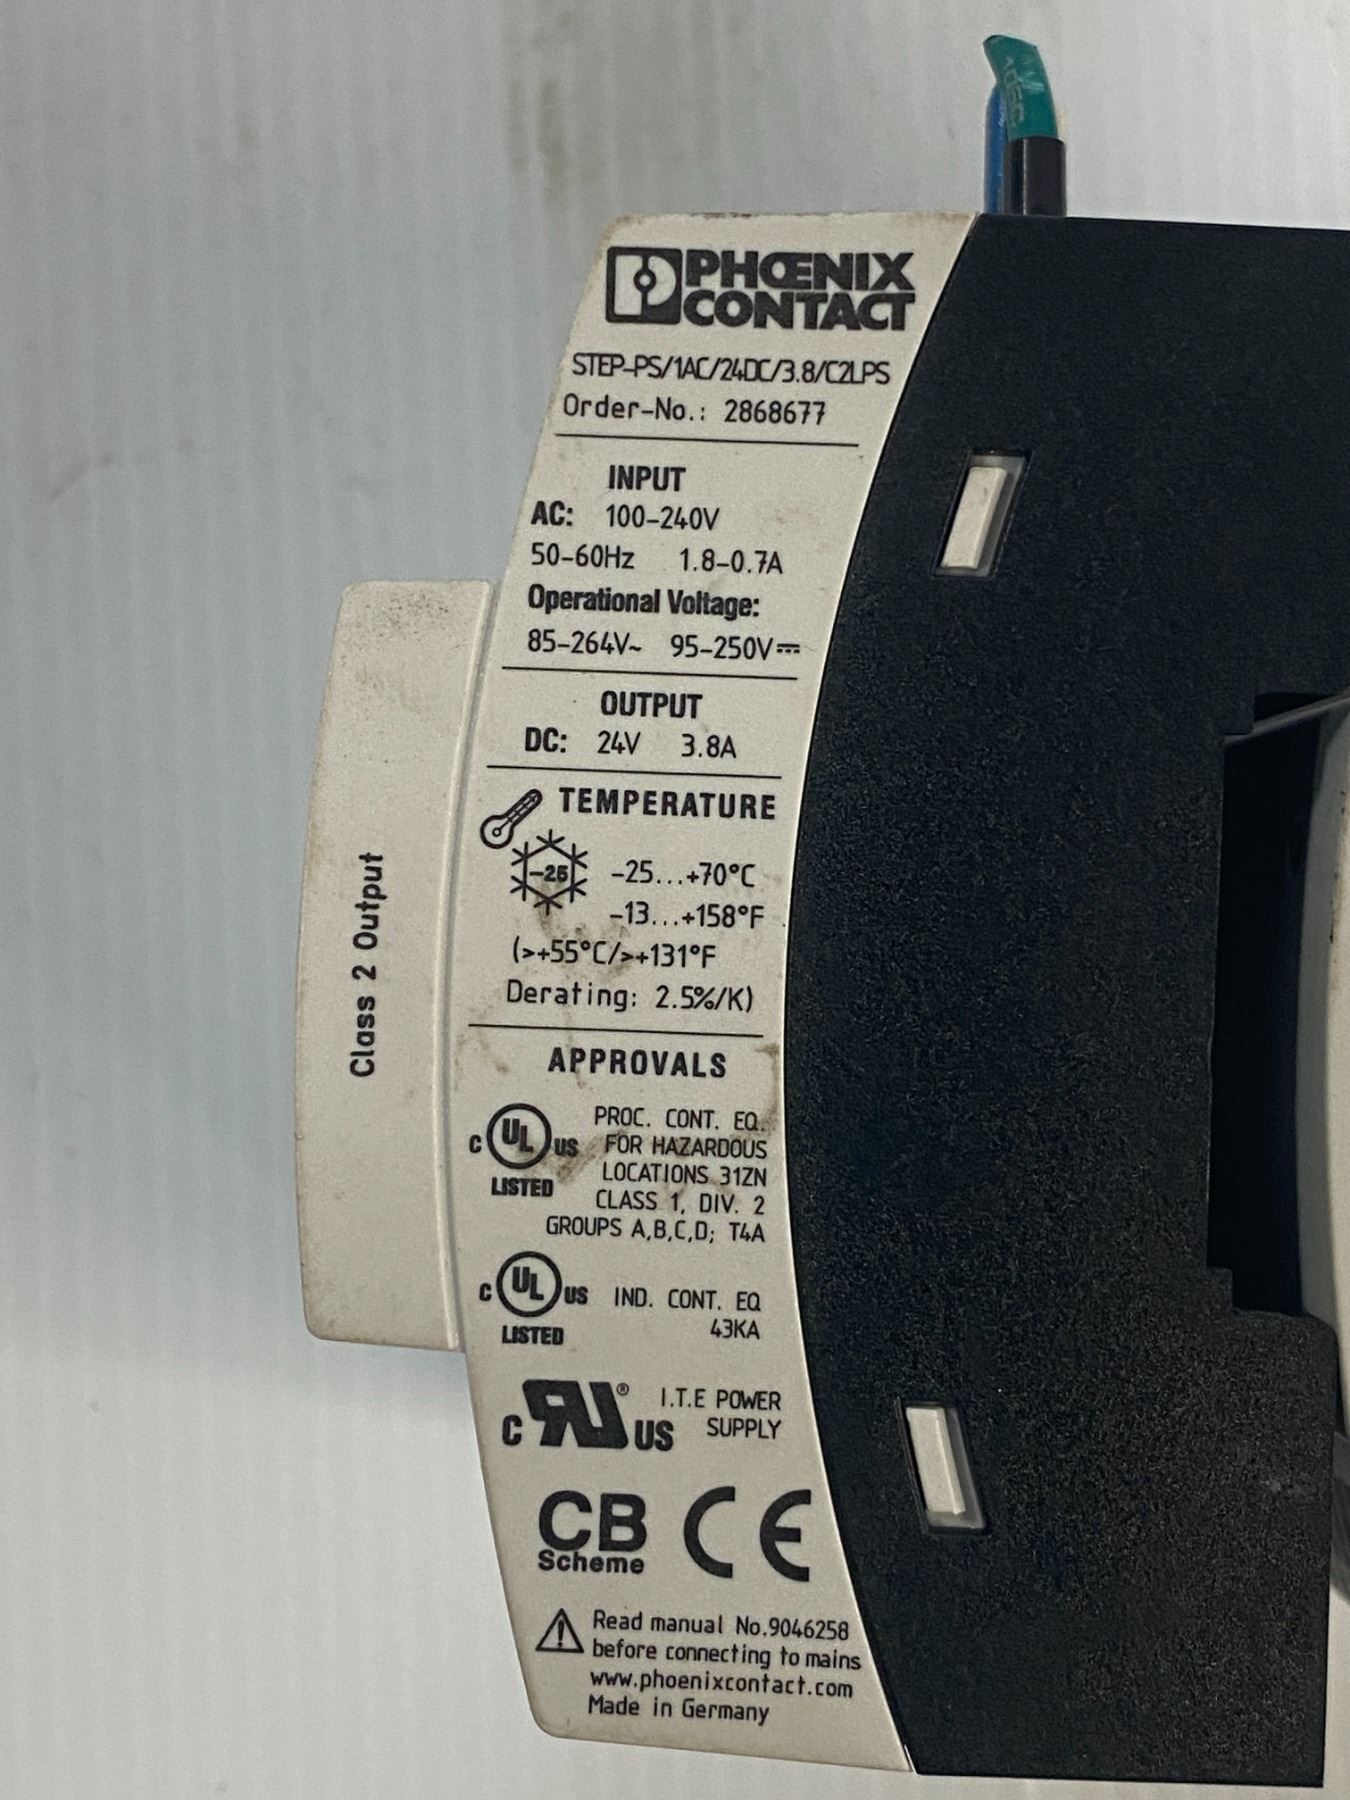 PHŒNIX
CONTACT
STEP-PS/1AC/24DC/3.8/C2LPS
Order-No.: 2868677
INPUT
AC: 100-240V
50-60Hz 1.8-0.7A
Operational Voltage:
85-264V~ 95-250V⎓
OUTPUT
DC: 24V 3.8A
TEMPERATURE
-25
-25...+70°C
-13...+158°F
(>+55°C/>+131°F
Derating: 2.5%/K)
APPROVALS
C UL US
LISTED
PROC. CONT. EQ.
FOR HAZARDOUS
LOCATIONS 31ZN
CLASS 1, DIV. 2
GROUPS A,B,C,D; T4A
C UL US
LISTED
IND. CONT. EQ
43KA
C RU® US
I.T.E POWER
SUPPLY
CB
Scheme
CE
Read manual No.9046258
before connecting to mains
www.phoenixcontact.com
Made in Germany
Class 2 Output